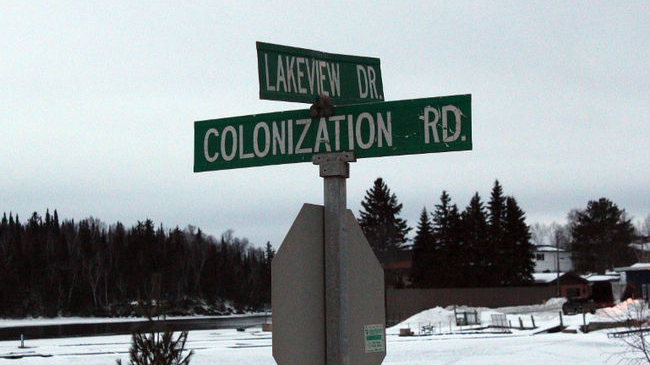 LAKEVIEW DR.
COLONIZATION RD.